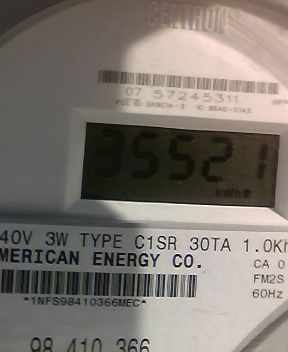 CENTRON
07 57245311
35521
kWh
40V 3W TYPE C1SR 30TA 1.0Kh
MERICAN ENERGY CO.
CA 0
FM2S
60Hz
*1NFS98410366MEC*
98 410 366